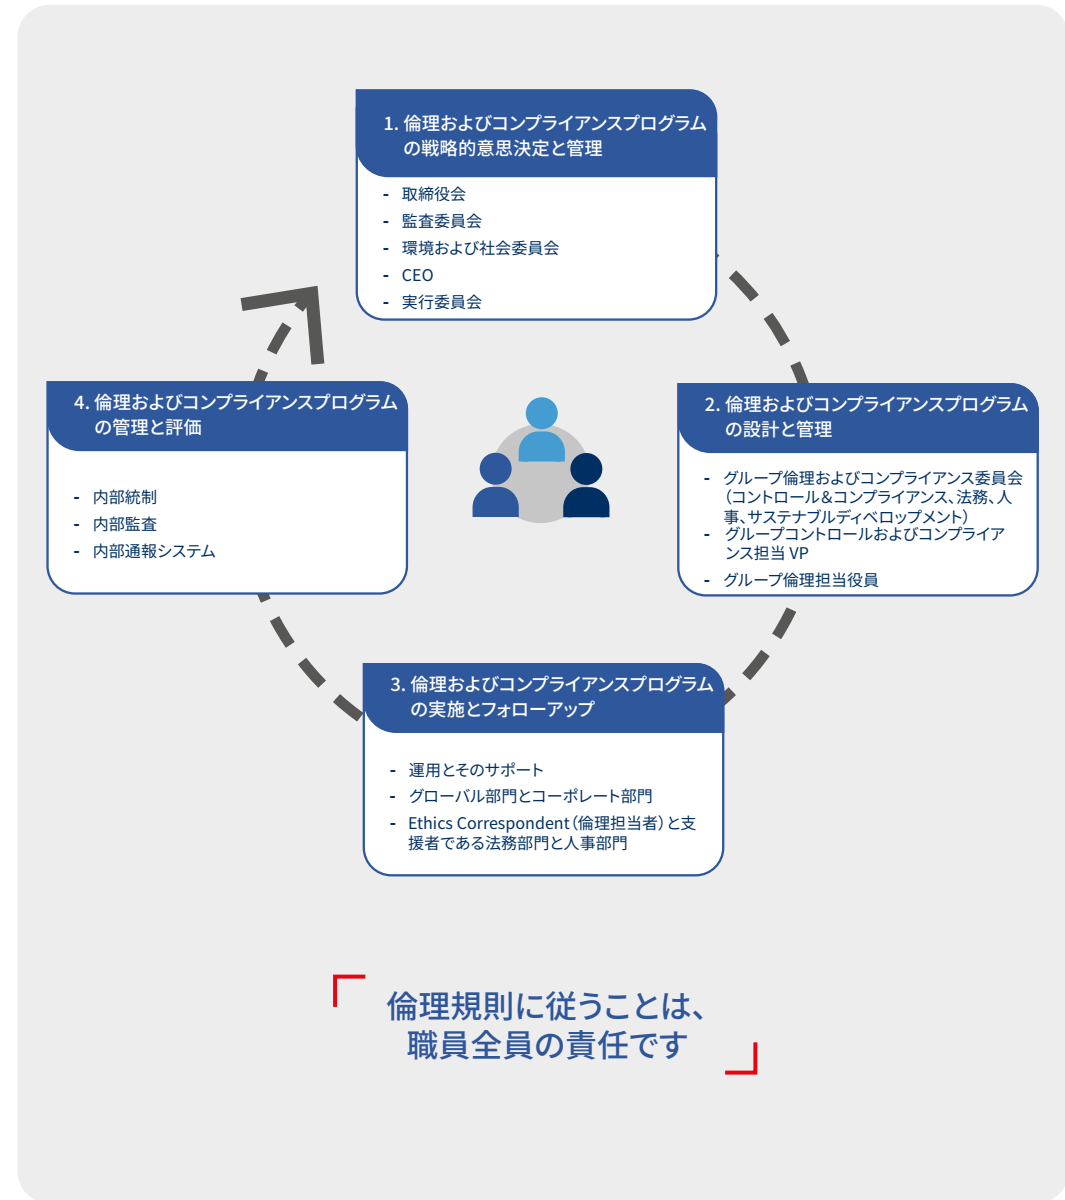 1. 倫理およびコンプライアンスプログラム
の戦略的意思決定と管理
- 取締役会
- 監査委員会
- 環境および社会委員会
- CEO
- 実行委員会
2. 倫理およびコンプライアンスプログラム
の設計と管理
- グループ倫理およびコンプライアンス委員会
（コントロール＆コンプライアンス、法務、人
事、サステナブルディベロップメント）
- グループコントロールおよびコンプライア
ンス担当 VP
- グループ倫理担当役員
3. 倫理およびコンプライアンスプログラム
の実施とフォローアップ
- 運用とそのサポート
- グローバル部門とコーポレート部門
- Ethics Correspondent（倫理担当者）と支
援者である法務部門と人事部門
4. 倫理およびコンプライアンスプログラム
の管理と評価
- 内部統制
- 内部監査
- 内部通報システム
倫理規則に従うことは、
職員全員の責任です